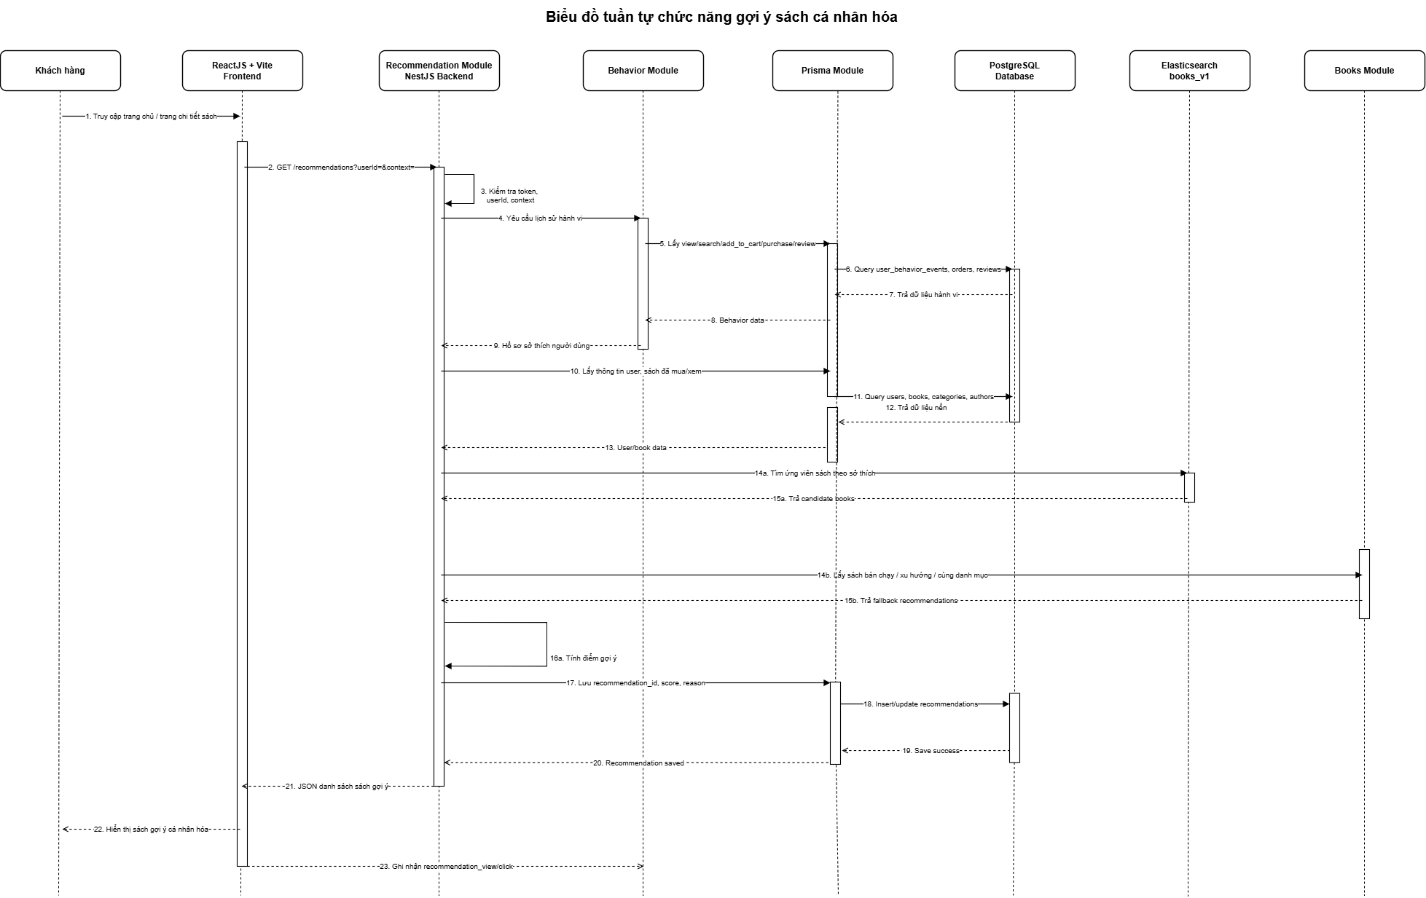 Biểu đồ tuần tự chức năng gợi ý sách cá nhân hóa
Khách hàng
ReactJS + Vite
Frontend
Recommendation Module
NestJS Backend
Behavior Module
Prisma Module
PostgreSQL
Database
Elasticsearch
books_v1
Books Module
1. Truy cập trang chủ / trang chi tiết sách
2. GET /recommendations?userId=&context=
3. Kiểm tra token,
userId, context
4. Yêu cầu lịch sử hành vi
5. Lấy view/search/add_to_cart/purchase/review
6. Query user_behavior_events, orders, reviews
7. Trả dữ liệu hành vi
8. Behavior data
9. Hồ sơ sở thích người dùng
10. Lấy thông tin user, sách đã mua/xem
11. Query users, books, categories, authors
12. Trả dữ liệu nền
13. User/book data
14a. Tìm ứng viên sách theo sở thích
15a. Trả candidate books
14b. Lấy sách bán chạy / xu hướng / cùng danh mục
15b. Trả fallback recommendations
16a. Tính điểm gợi ý
17. Lưu recommendation_id, score, reason
18. Insert/update recommendations
19. Save success
20. Recommendation saved
21. JSON danh sách sách gợi ý
22. Hiển thị sách gợi ý cá nhân hóa
23. Ghi nhận recommendation_view/click